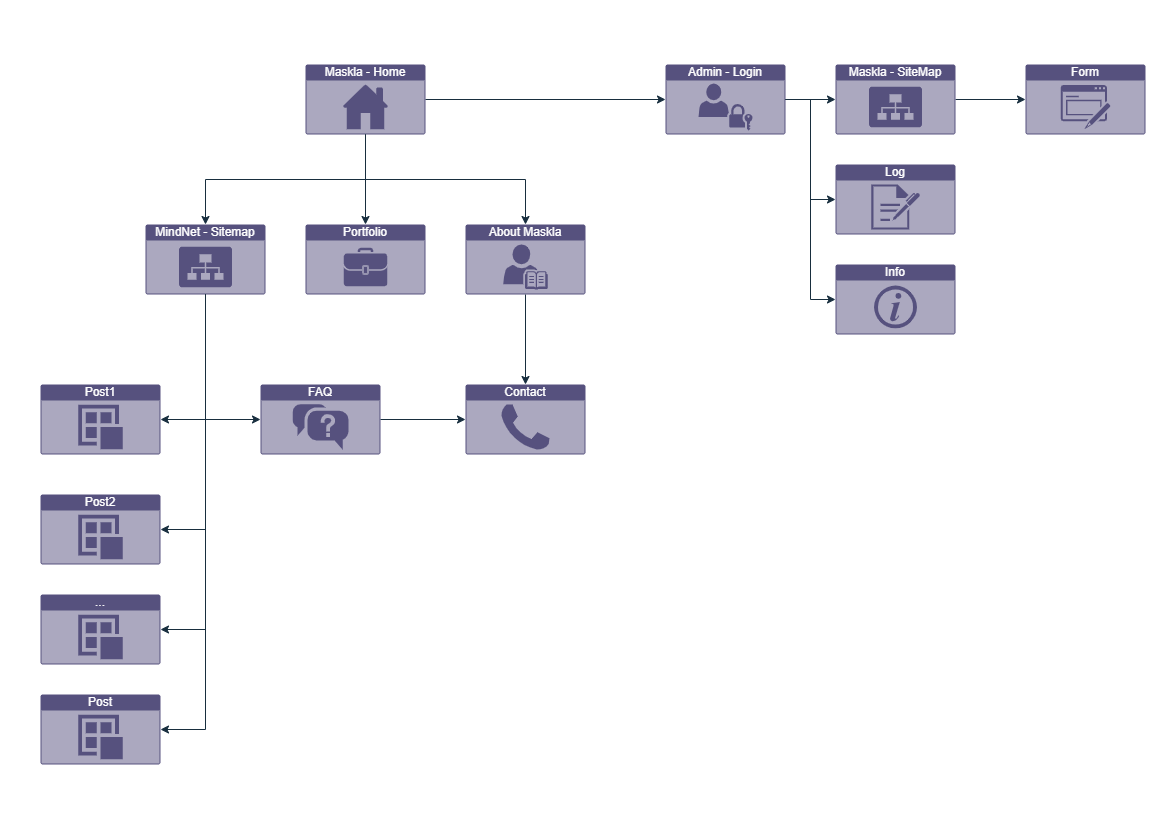 Maskla - Home
Admin - Login
Maskla - SiteMap
Form
Log
MindNet - Sitemap
Portfolio
About Maskla
Info
Post1
FAQ
Contact
?
Post2
...
Post